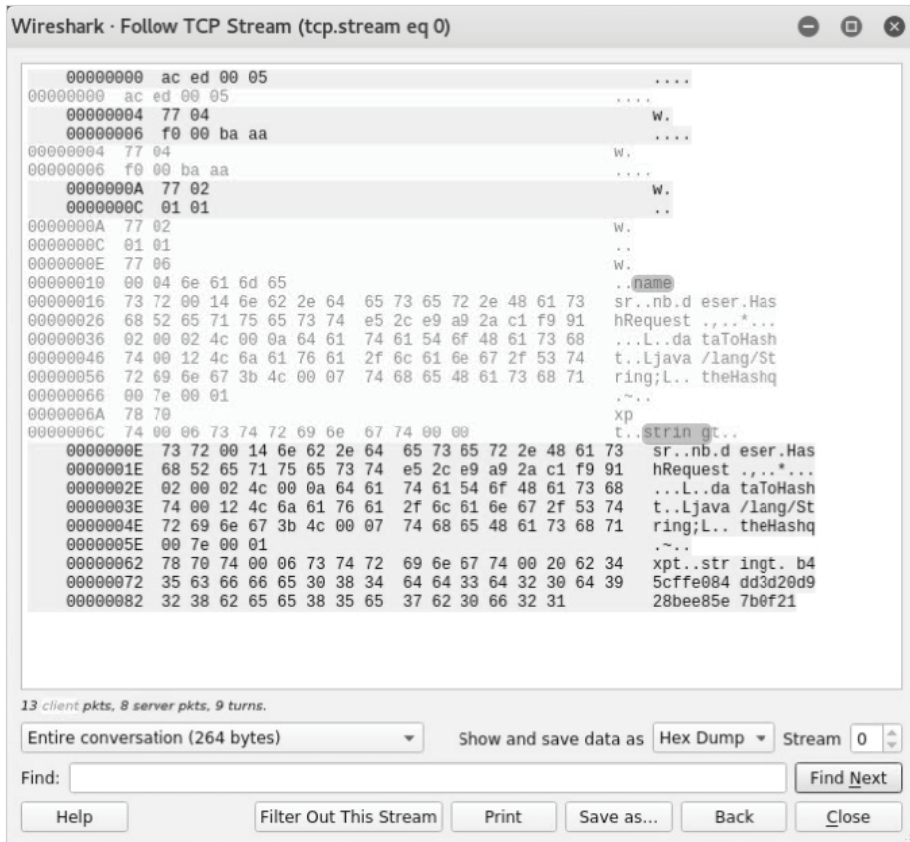 Wireshark · Follow TCP Stream (tcp.stream eq 0)
00000000 ac ed 00 05 ....
00000000 ac ed 00 05 ....
00000004 77 04 w.
00000006 f0 00 ba aa ....
00000004 77 04 w.
00000006 f0 00 ba aa ....
0000000A 77 02 w.
0000000C 01 01 ..
0000000A 77 02 w.
0000000C 01 01 ..
0000000E 77 06 w.
00000010 00 04 6e 61 6d 65 ..name
00000016 73 72 00 14 6e 62 2e 64 65 73 65 72 2e 48 61 73 sr..nb.d eser.Has
00000026 68 52 65 71 75 65 73 74 e5 2c e9 a9 2a c1 f9 91 hRequest .,..*...
00000036 02 00 02 4c 00 0a 64 61 74 61 54 6f 48 61 73 68 ...L..da taToHash
00000046 74 00 12 4c 6a 61 76 61 2f 6c 61 6e 67 2f 53 74 t..Ljava /lang/St
00000056 72 69 6e 67 3b 4c 00 07 74 68 65 48 61 73 68 71 ring;L.. theHashq
00000066 00 7e 00 01 .~..
0000006A 78 70 xp
0000006C 74 00 06 73 74 72 69 6e 67 74 00 00 t..strin gt..
0000000E 73 72 00 14 6e 62 2e 64 65 73 65 72 2e 48 61 73 sr..nb.d eser.Has
0000001E 68 52 65 71 75 65 73 74 e5 2c e9 a9 2a c1 f9 91 hRequest .,..*...
0000002E 02 00 02 4c 00 0a 64 61 74 61 54 6f 48 61 73 68 ...L..da taToHash
0000003E 74 00 12 4c 6a 61 76 61 2f 6c 61 6e 67 2f 53 74 t..Ljava /lang/St
0000004E 72 69 6e 67 3b 4c 00 07 74 68 65 48 61 73 68 71 ring;L.. theHashq
0000005E 00 7e 00 01 .~..
00000062 78 70 74 00 06 73 74 72 69 6e 67 74 00 20 62 34 xpt..str ingt. b4
00000072 35 63 66 66 65 30 38 34 64 64 33 64 32 30 64 39 5cffe084 dd3d20d9
00000082 32 38 62 65 65 38 35 65 37 62 30 66 32 31 28bee85e 7b0f21
13 client pkts, 8 server pkts, 9 turns.
Entire conversation (264 bytes) Show and save data as Hex Dump Stream 0
Find: Find Next
Help Filter Out This Stream Print Save as... Back Close